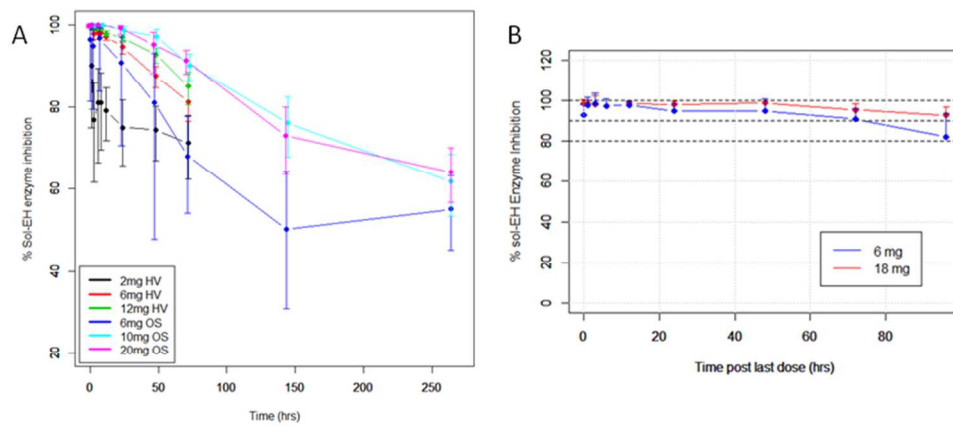 A
% Sol-EH enzyme inhibition
100
80
60
40
20
2mg HV
6mg HV
12mg HV
6mg OS
10mg OS
20mg OS
0
50
100
150
200
250
Time (hrs)
B
% sol-EH Enzyme Inhibition
120
100
80
60
40
20
0
6 mg
18 mg
0
20
40
60
80
Time post last dose (hrs)